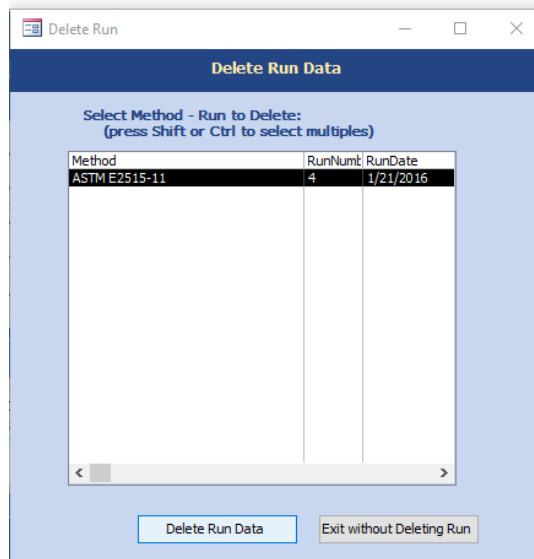 Delete Run
Delete Run Data
Select Method - Run to Delete:
(press Shift or Ctrl to select multiples)
Method RunNumb RunDate
ASTM E2515-11 4 1/21/2016
Delete Run Data Exit without Deleting Run